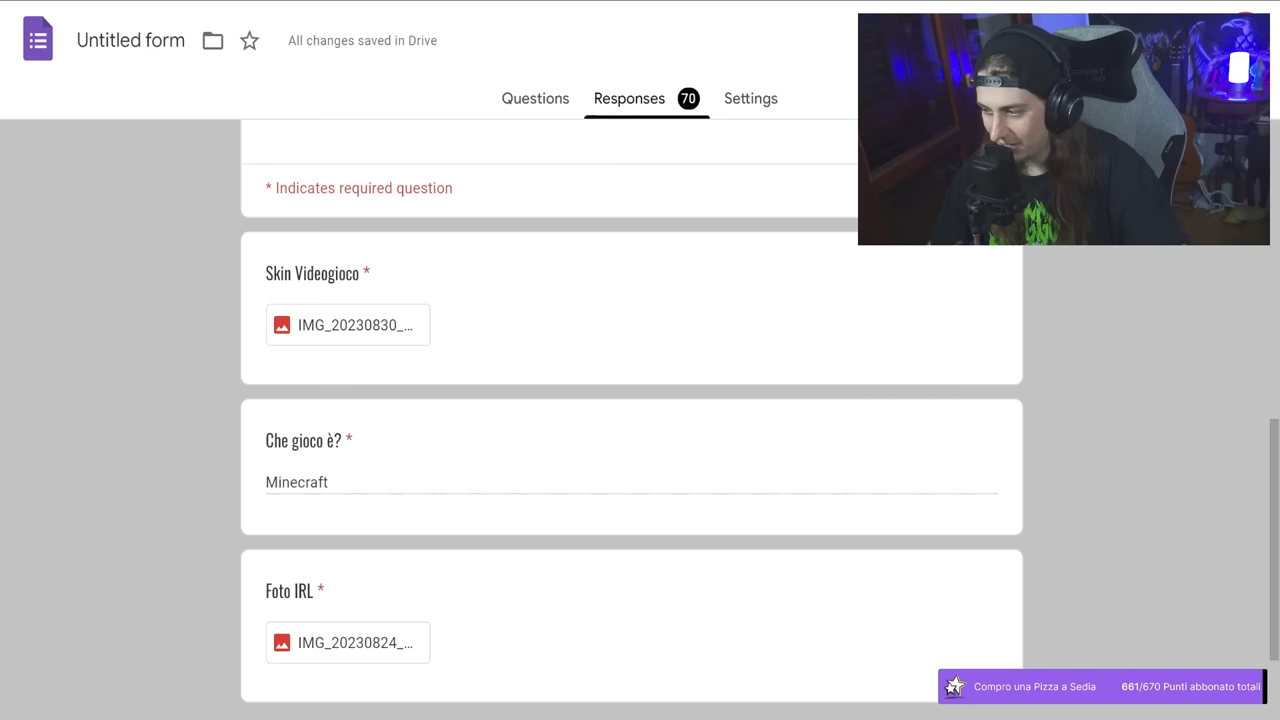 Untitled form
All changes saved in Drive
Questions
Responses 70
Settings
* Indicates required question
Skin Videogioco *
IMG_20230830_...
Che gioco è? *
Minecraft
Foto IRL *
IMG_20230824_...
Compro una Pizza a Sedia
661/670 Punti abbonato totali